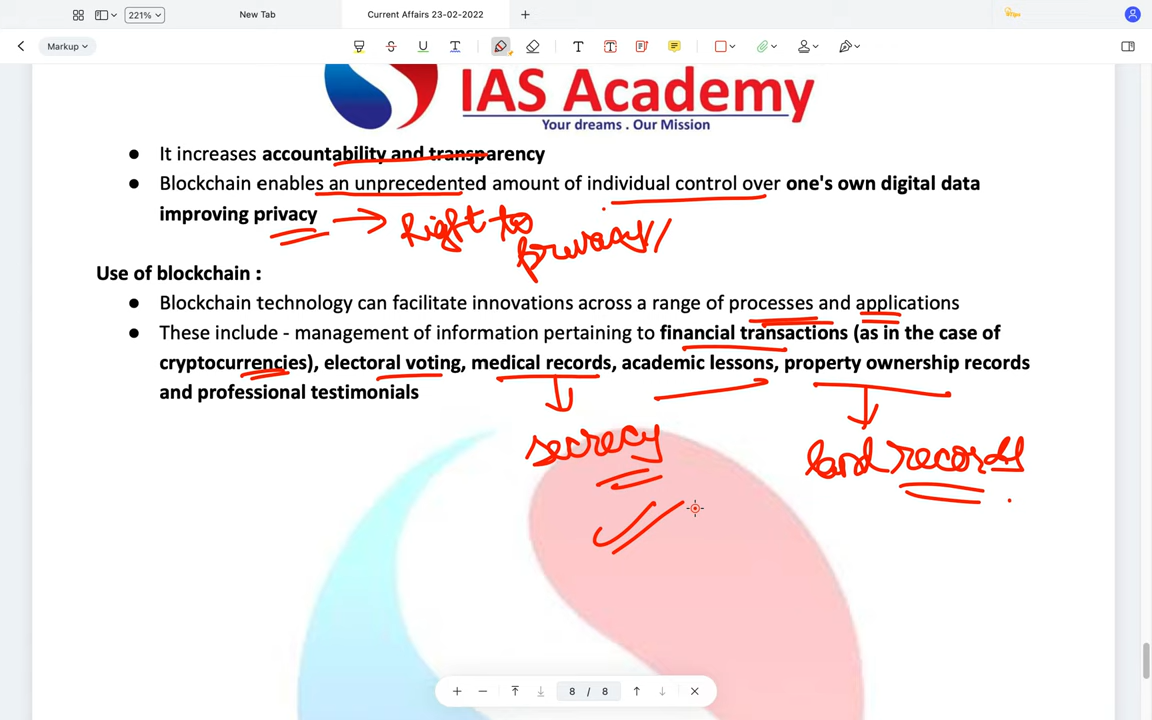 221%
New Tab
Current Affairs 23-02-2022
Markup
IAS Academy
Your dreams . Our Mission
● It increases accountability and transparency
● Blockchain enables an unprecedented amount of individual control over one's own digital data
improving privacy → Right to
privacy //
Use of blockchain :
● Blockchain technology can facilitate innovations across a range of processes and applications
● These include - management of information pertaining to financial transactions (as in the case of
cryptocurrencies), electoral voting, medical records, academic lessons, property ownership records
and professional testimonials
secrecy
land records
8 / 8